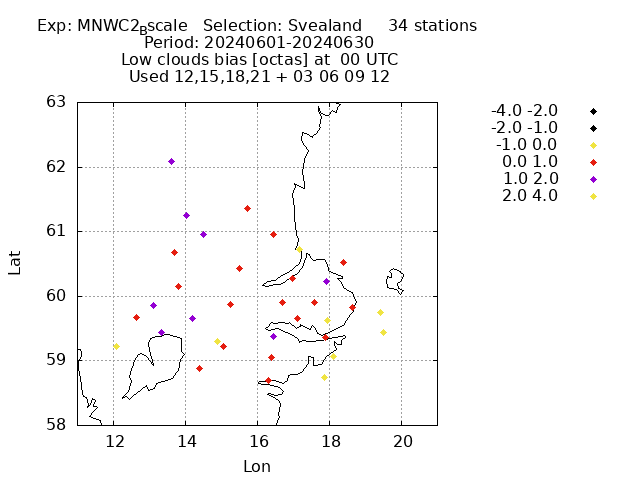 Exp: MNWC2_Bscale   Selection: Svealand     34 stations
Period: 20240601-20240630
Low clouds bias [octas] at  00 UTC
Used 12,15,18,21 + 03 06 09 12
-4.0 -2.0
-2.0 -1.0
-1.0 0.0
0.0 1.0
1.0 2.0
2.0 4.0
63
62
61
60
59
58
Lat
12 14 16 18 20
Lon